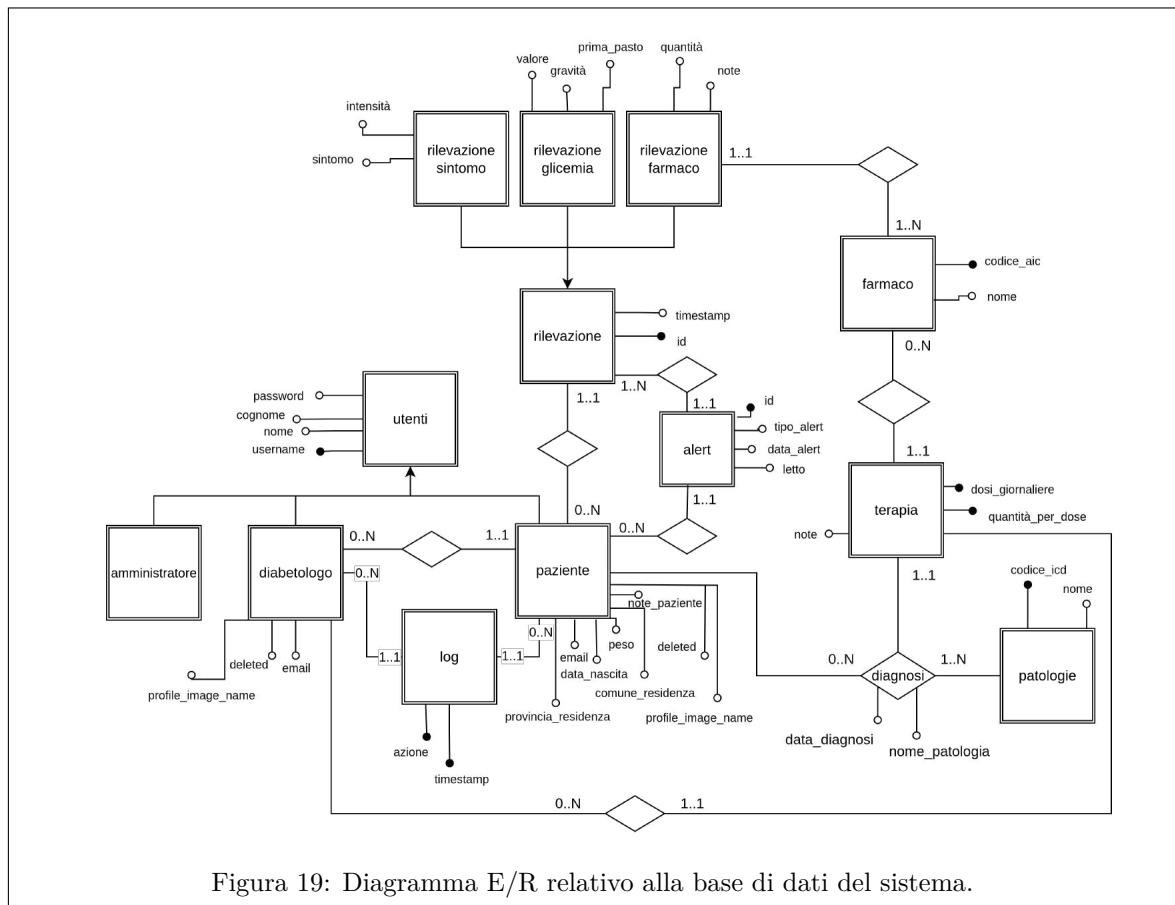 prima_pasto
quantità
valore
gravità
note
intensità
sintomo
rilevazione
sintomo
rilevazione
glicemia
rilevazione
farmaco
1..1
1..N
codice_aic
farmaco
nome
0..N
timestamp
rilevazione
id
1..N
1..1
1..1
password
cognome
nome
username
utenti
id
tipo_alert
alert
data_alert
letto
1..1
1..1
dosi_giornaliere
terapia
quantità_per_dose
note
1..1
0..N
0..N
0..N
1..1
amministratore
diabetologo
paziente
0..N
codice_icd
nome
note_paziente
0..N
peso
1..1
log
1..1
email
deleted
data_nascita
0..N
diagnosi
1..N
patologie
deleted
email
comune_residenza
profile_image_name
provincia_residenza
profile_image_name
data_diagnosi
nome_patologia
azione
timestamp
0..N
1..1
Figura 19: Diagramma E/R relativo alla base di dati del sistema.